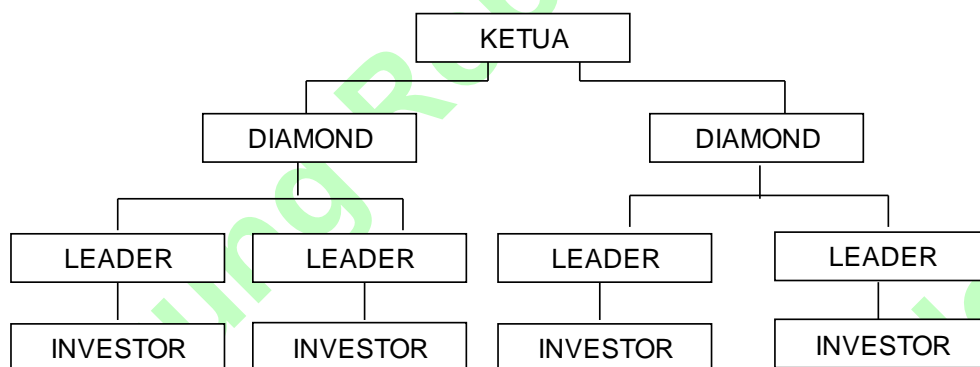 KETUA
DIAMOND DIAMOND
LEADER LEADER LEADER LEADER
INVESTOR INVESTOR INVESTOR INVESTOR